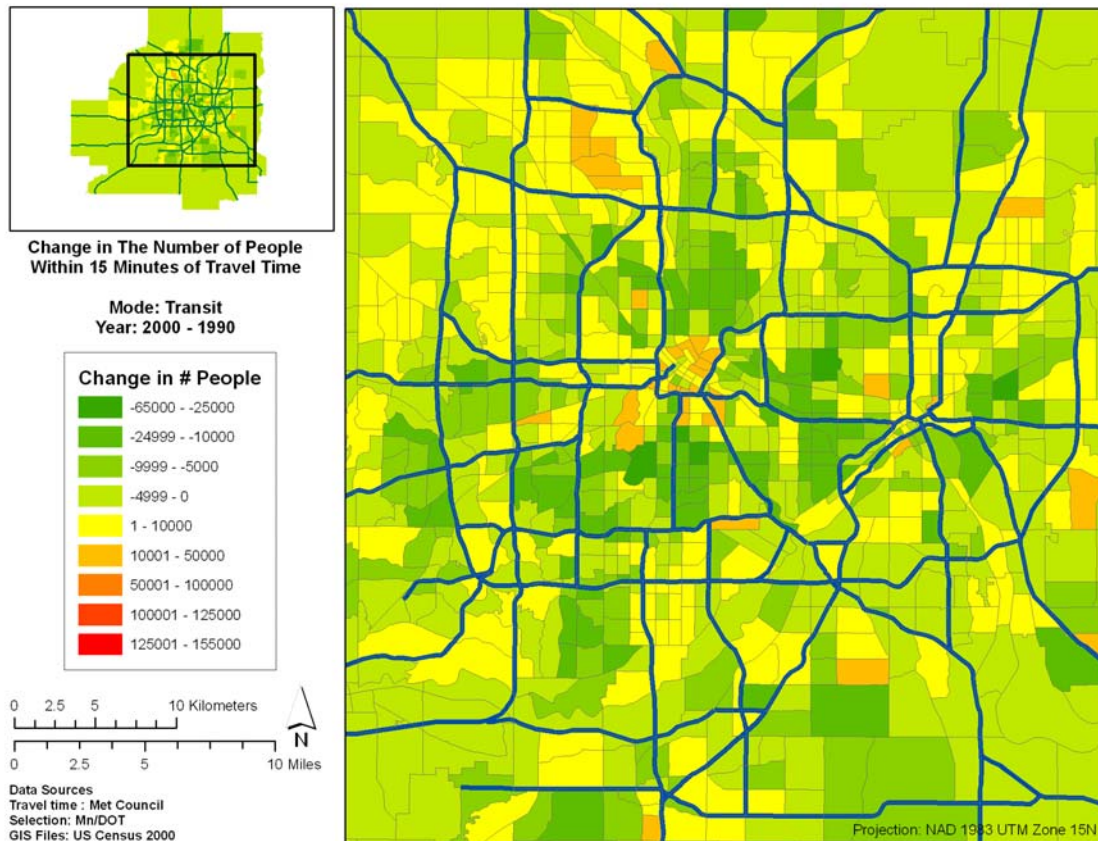 Change in The Number of People
Within 15 Minutes of Travel Time
Mode: Transit
Year: 2000 - 1990
Change in # People
-65000 - -25000
-24999 - -10000
-9999 - -5000
-4999 - 0
1 - 10000
10001 - 50000
50001 - 100000
100001 - 125000
125001 - 155000
0 2.5 5 10 Kilometers
0 2.5 5 10 Miles
N
Data Sources
Travel time : Met Council
Selection: Mn/DOT
GIS Files: US Census 2000
Projection: NAD 1983 UTM Zone 15N